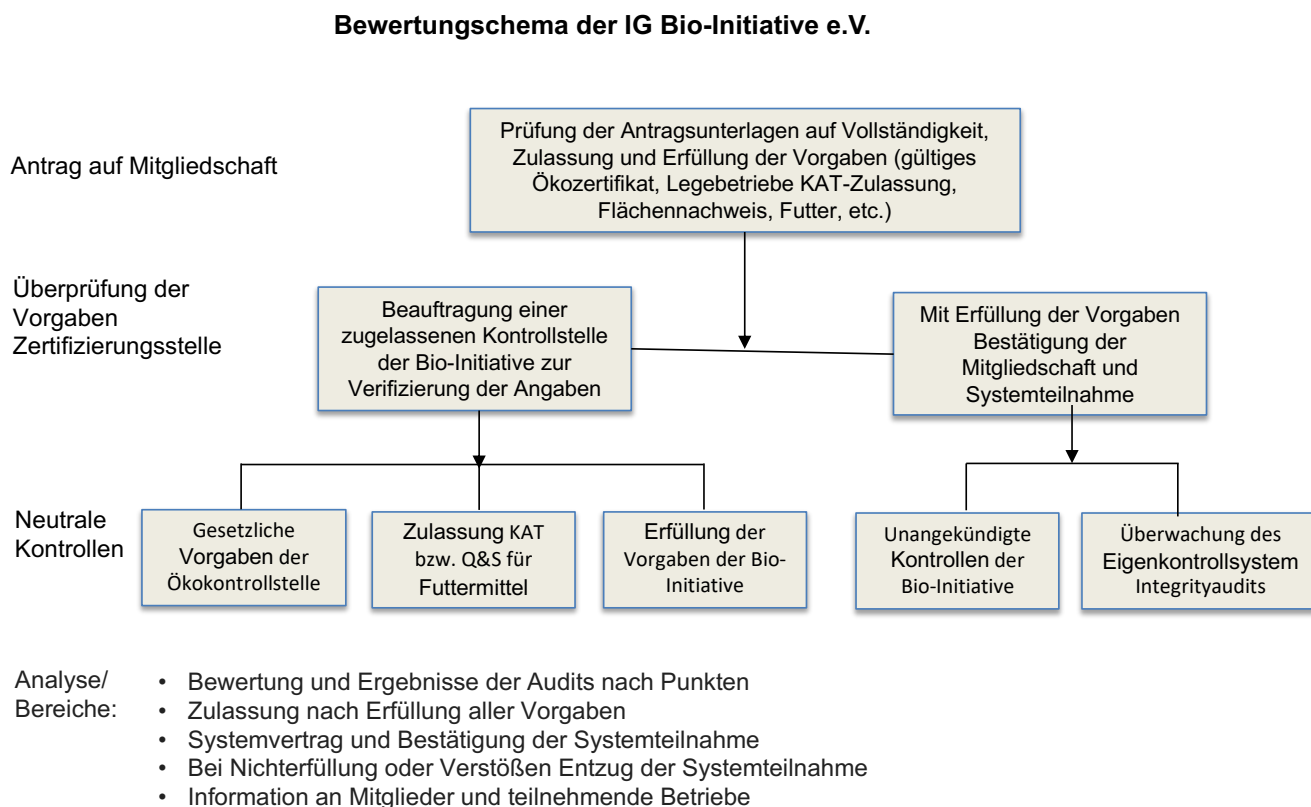 Bewertungschema der IG Bio-Initiative e.V.
Antrag auf Mitgliedschaft
Prüfung der Antragsunterlagen auf Vollständigkeit,
Zulassung und Erfüllung der Vorgaben (gültiges
Ökozertifikat, Legebetriebe KAT-Zulassung,
Flächennachweis, Futter, etc.)
Überprüfung der
Vorgaben
Zertifizierungsstelle
Beauftragung einer
zugelassenen Kontrollstelle
der Bio-Initiative zur
Verifizierung der Angaben
Mit Erfüllung der Vorgaben
Bestätigung der
Mitgliedschaft und
Systemteilnahme
Neutrale
Kontrollen
Gesetzliche
Vorgaben der
Ökokontrollstelle
Zulassung KAT
bzw. Q&S für
Futtermittel
Erfüllung der
Vorgaben der Bio-
Initiative
Unangekündigte
Kontrollen der
Bio-Initiative
Überwachung des
Eigenkontrollsystem
Integrityaudits
Analyse/
Bereiche:
• Bewertung und Ergebnisse der Audits nach Punkten
• Zulassung nach Erfüllung aller Vorgaben
• Systemvertrag und Bestätigung der Systemteilnahme
• Bei Nichterfüllung oder Verstößen Entzug der Systemteilnahme
• Information an Mitglieder und teilnehmende Betriebe